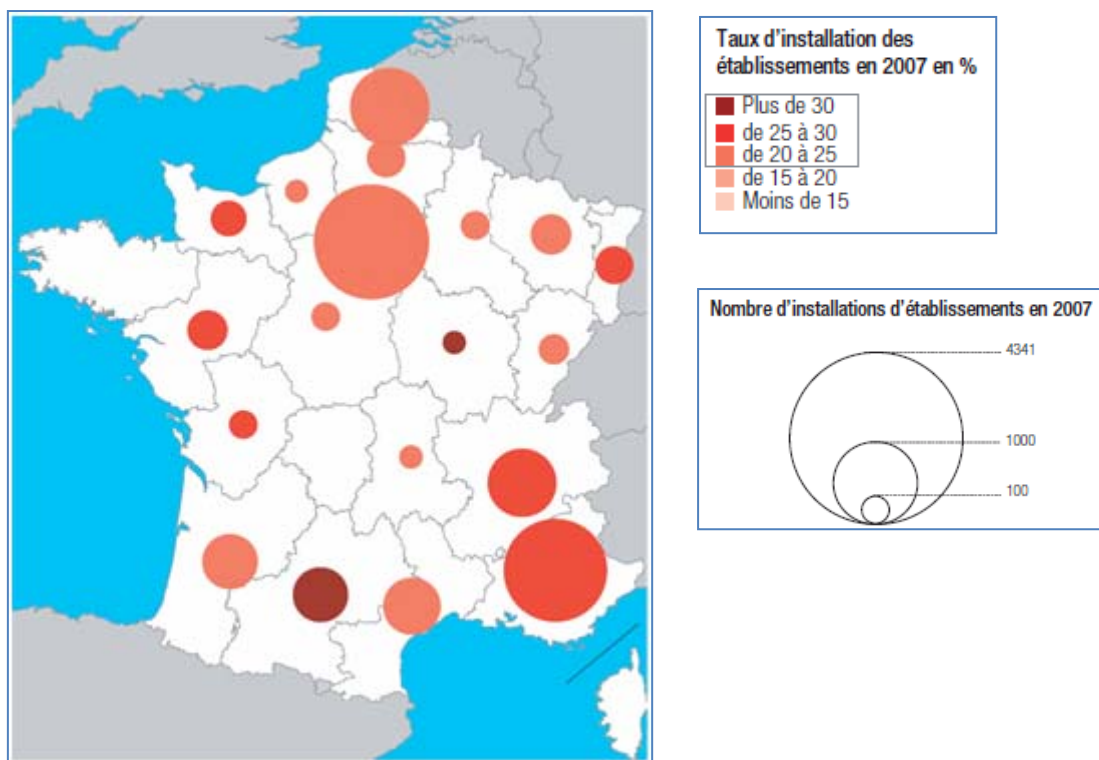 Taux d'installation des
établissements en 2007 en %
Plus de 30
de 25 à 30
de 20 à 25
de 15 à 20
Moins de 15
Nombre d'installations d'établissements en 2007
4341
1000
100